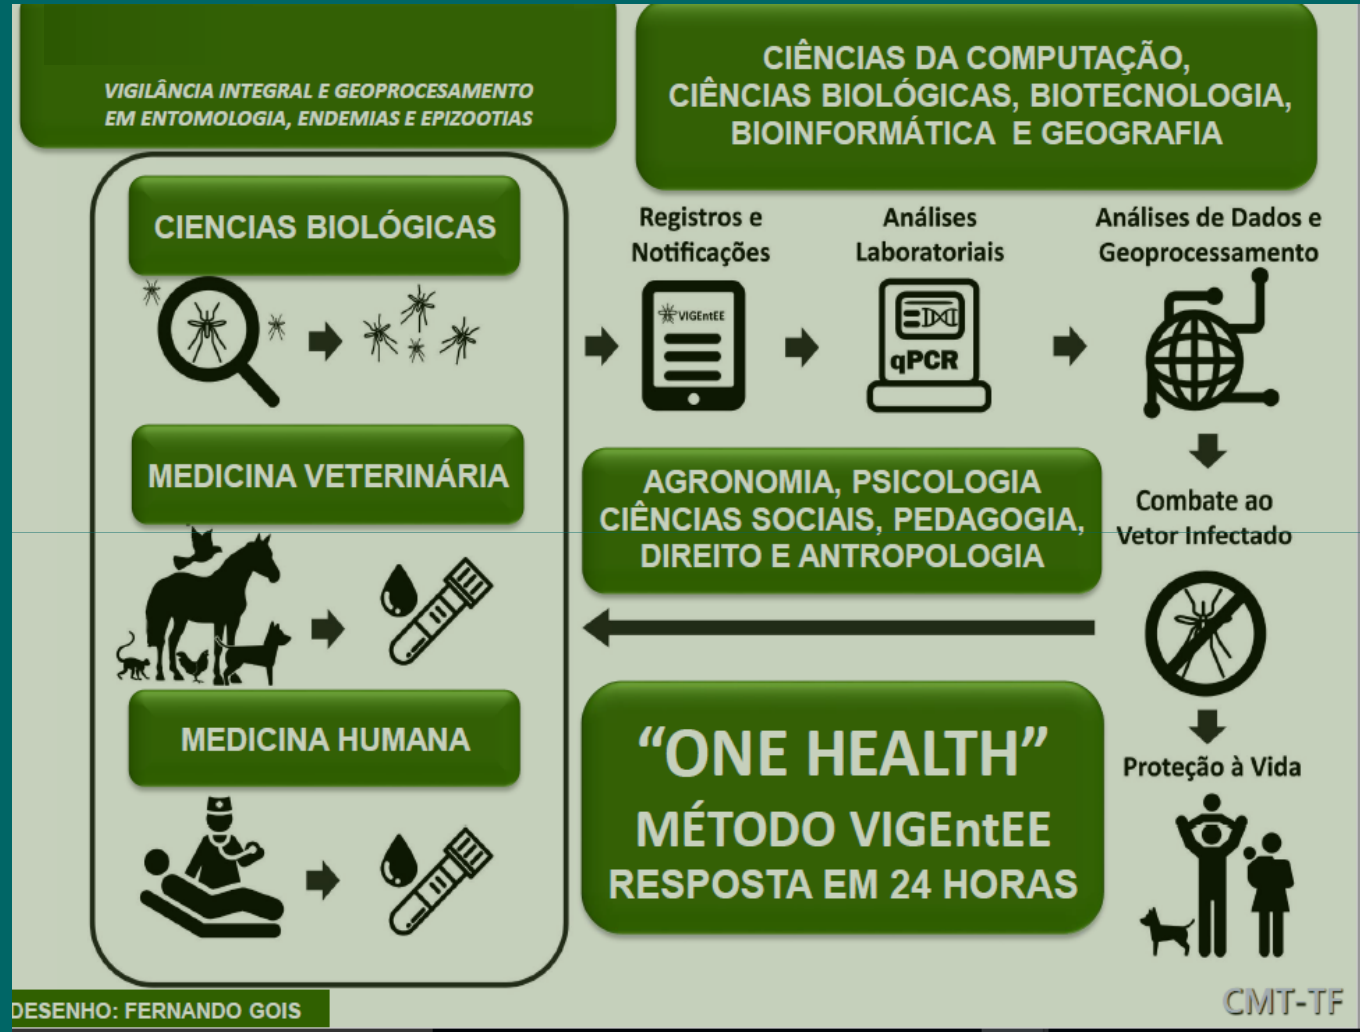 VIGILÂNCIA INTEGRAL E GEOPROCESAMENTO
EM ENTOMOLOGIA, ENDEMIAS E EPIZOOTIAS
CIÊNCIAS DA COMPUTAÇÃO,
CIÊNCIAS BIOLÓGICAS, BIOTECNOLOGIA,
BIOINFORMÁTICA E GEOGRAFIA
CIENCIAS BIOLÓGICAS
Registros e
Notificações
VIGEntEE
Análises
Laboratoriais
qPCR
Análises de Dados e
Geoprocessamento
MEDICINA VETERINÁRIA
AGRONOMIA, PSICOLOGIA
CIÊNCIAS SOCIAIS, PEDAGOGIA,
DIREITO E ANTROPOLOGIA
Combate ao
Vetor Infectado
MEDICINA HUMANA
“ONE HEALTH”
MÉTODO VIGEntEE
RESPOSTA EM 24 HORAS
Proteção à Vida
DESENHO: FERNANDO GOIS
CMT-TF